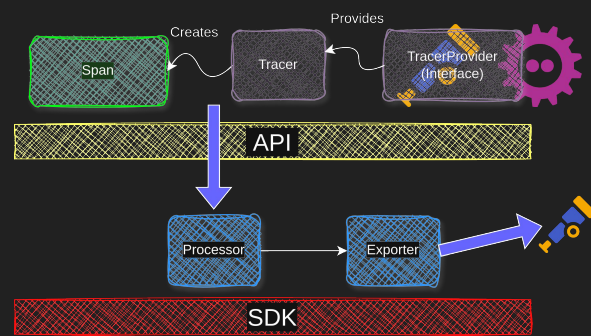 Provides
Creates
Span
Tracer
TracerProvider
(Interface)
API
Processor
Exporter
SDK